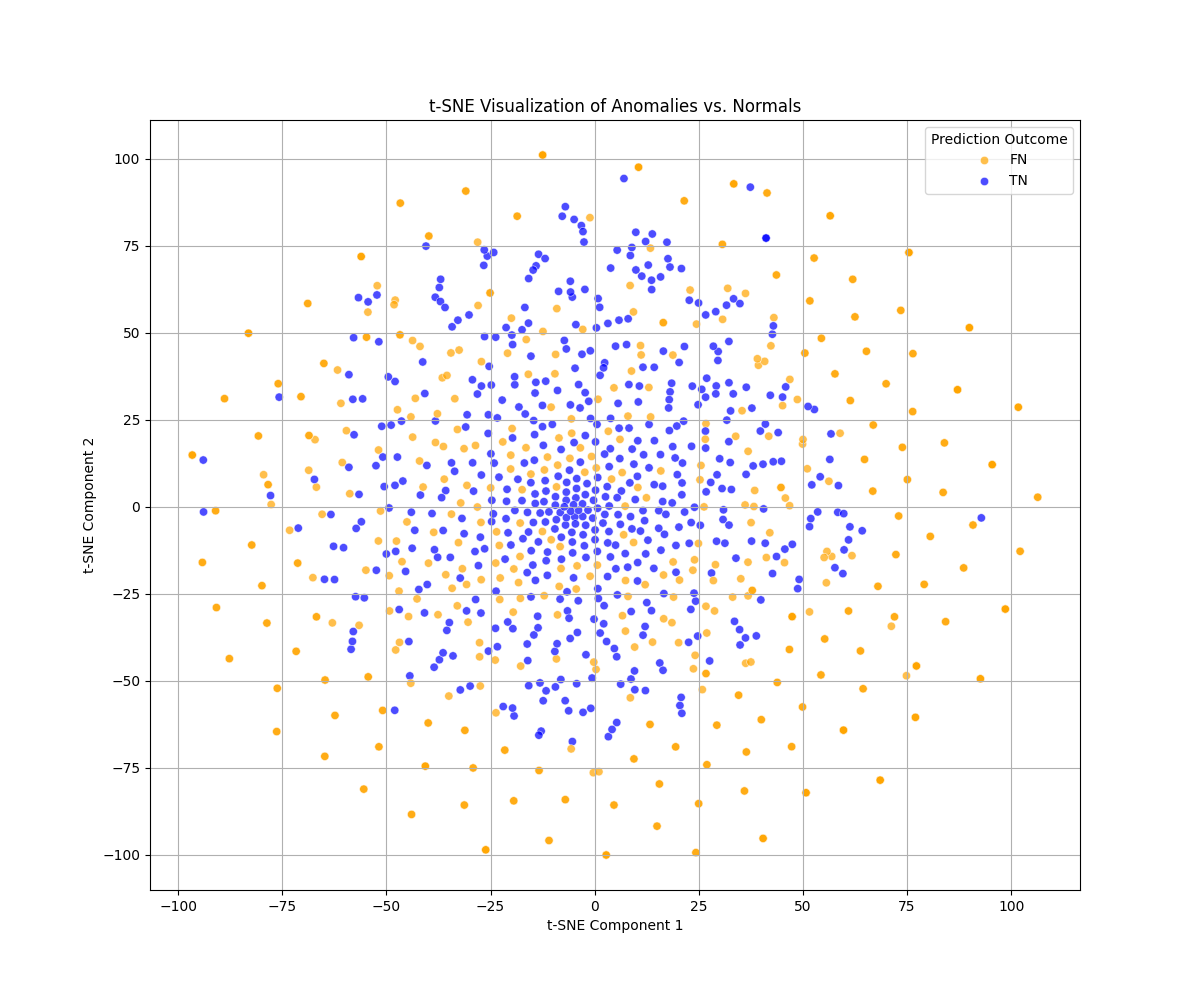 t-SNE Visualization of Anomalies vs. Normals
Prediction Outcome
FN
TN
100
75
50
25
0
−25
−50
−75
−100
t-SNE Component 2
−100 −75 −50 −25 0 25 50 75 100
t-SNE Component 1